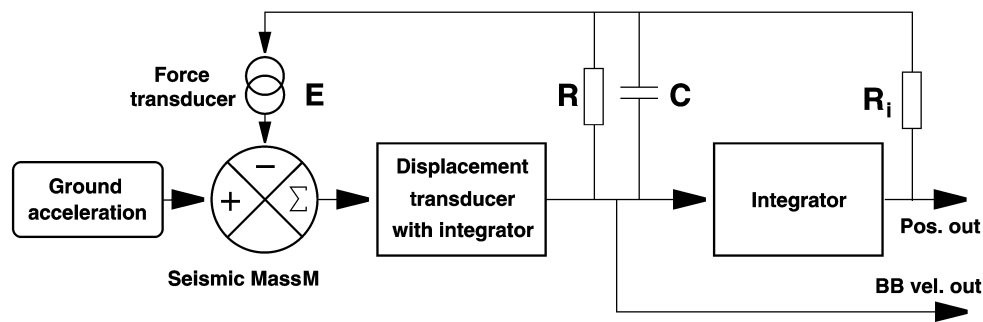 Force
transducer
E
R
C
Ri
Ground
acceleration
+
−
Σ
Seismic MassM
Displacement
transducer
with integrator
Integrator
Pos. out
BB vel. out